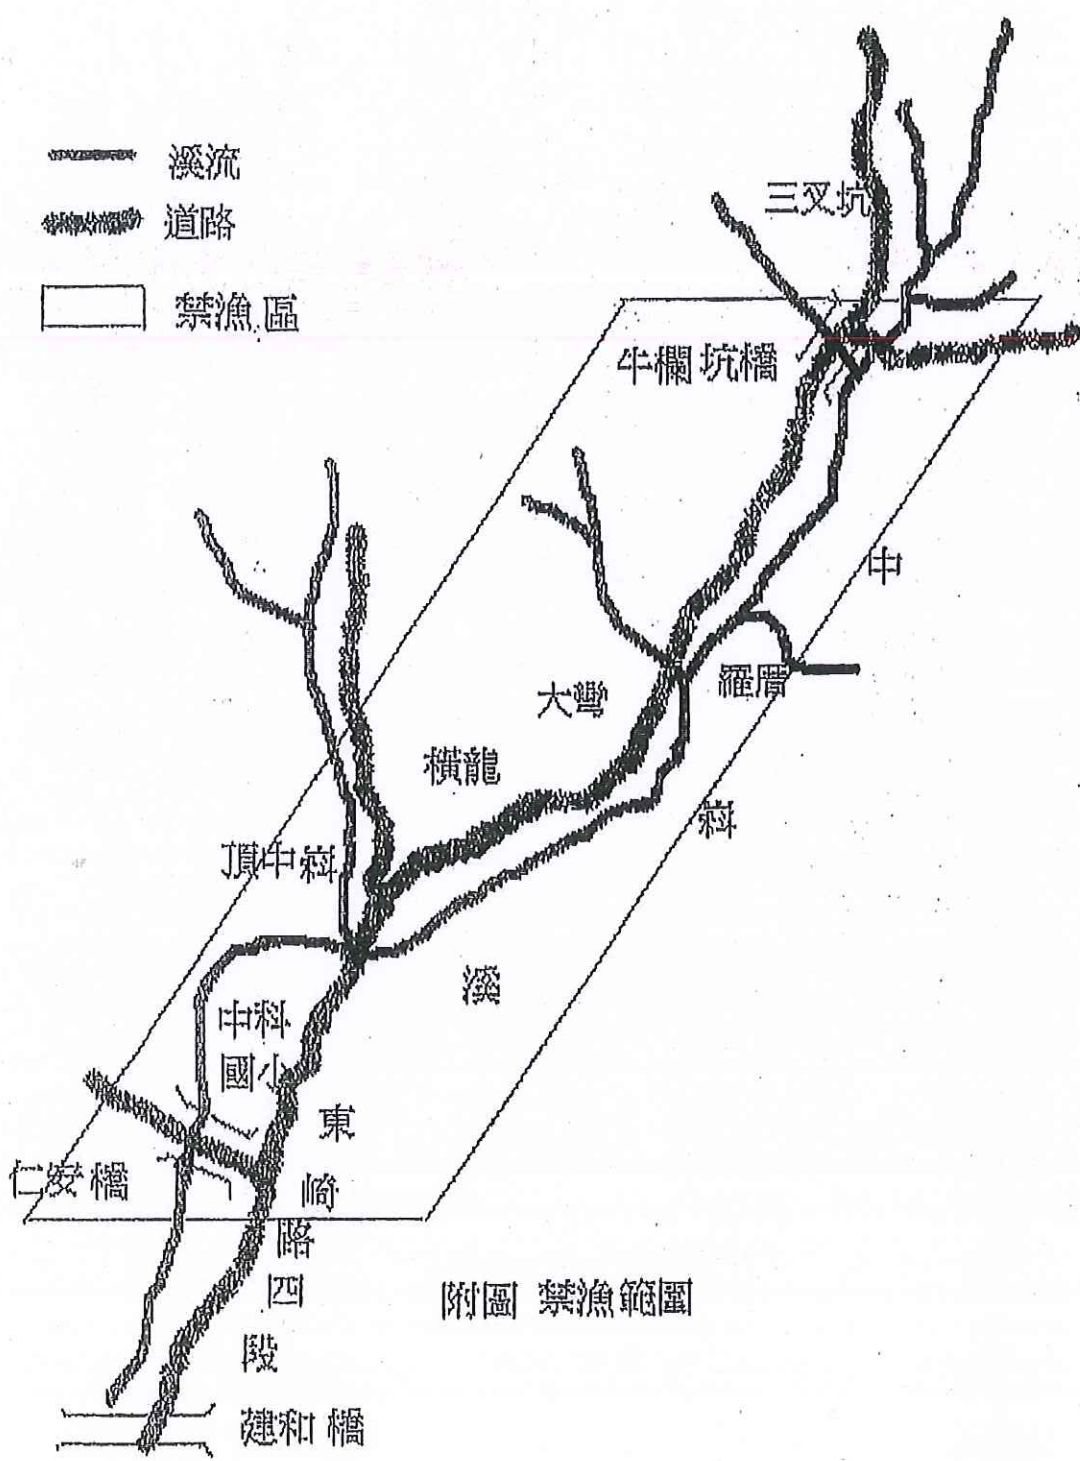 溪流
道路
禁漁區
三叉坑
牛欄坑橋
中
嵙
溪
羅厝
大彎
橫龍
頂中嵙
中科
國小
東
崎
路
四
段
仁安橋
附圖 禁漁範圍
建和橋